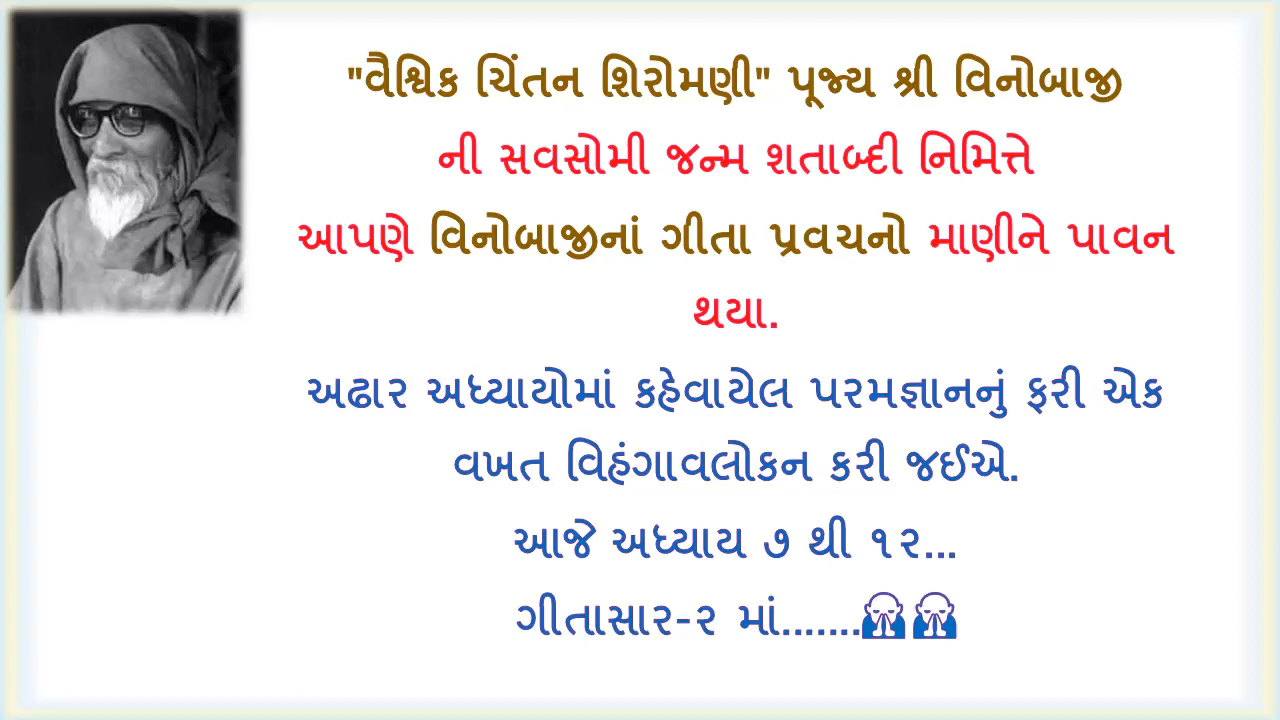 "વૈશ્વિક ચિંતન શિરોમણી" પૂજ્ય શ્રી વિનોબાજી
ની સવસોમી જન્મ શતાબ્દી નિમિત્તે
આપણે વિનોબાજીનાં ગીતા પ્રવચનો માણીને પાવન
થયા.
અઢાર અધ્યાયોમાં કહેવાયેલ પરમજ્ઞાનનું ફરી એક
વખત વિહંગાવલોકન કરી જઈએ.
આજે અધ્યાય ૭ થી ૧૨...
ગીતાસાર-૨ માં.......🙏🙏